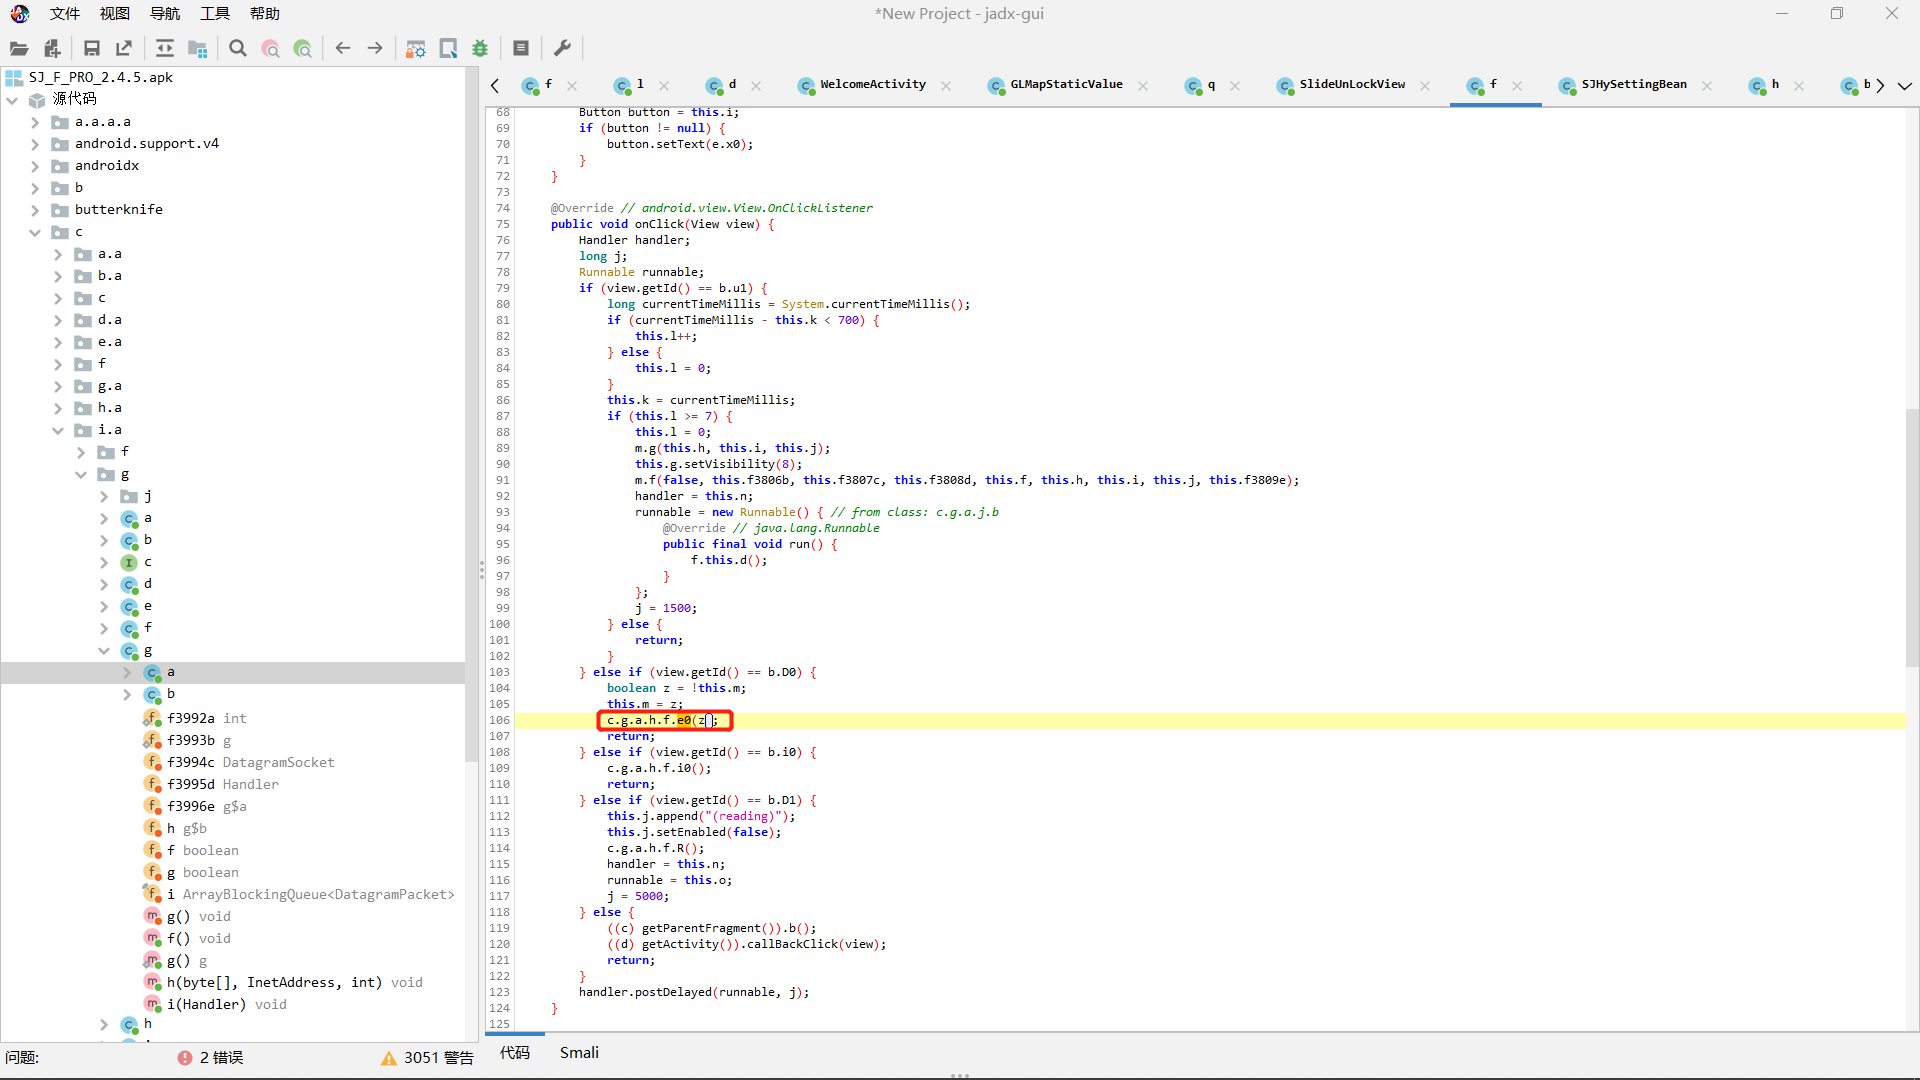 文件 视图 导航 工具 帮助
*New Project - jadx-gui
SJ_F_PRO_2.4.5.apk
源代码
a.a.a.a
android.support.v4
androidx
b
butterknife
c
a.a
b.a
c
d.a
e.a
f
g.a
h.a
i.a
f
g
j
a
b
c
d
e
f
g
a
b
f3992a int
f3993b g
f3994c DatagramSocket
f3995d Handler
f3996e g$a
h g$b
f boolean
g boolean
i ArrayBlockingQueue<DatagramPacket>
g() void
f() void
g() g
h(byte[], InetAddress, int) void
i(Handler) void
h
问题: 2 错误 3051 警告
f l d WelcomeActivity GLMapStaticValue q SlideUnLockView f SJHySettingBean h b
68 Button button = this.i;
69 if (button != null) {
70 button.setText(e.x0);
71 }
72 }
73
74 @Override // android.view.View.OnClickListener
75 public void onClick(View view) {
76 Handler handler;
77 long j;
78 Runnable runnable;
79 if (view.getId() == b.u1) {
80 long currentTimeMillis = System.currentTimeMillis();
81 if (currentTimeMillis - this.k < 700) {
82 this.l++;
83 } else {
84 this.l = 0;
85 }
86 this.k = currentTimeMillis;
87 if (this.l >= 7) {
88 this.l = 0;
89 m.g(this.h, this.i, this.j);
90 this.g.setVisibility(8);
91 m.f(false, this.f3806b, this.f3807c, this.f3808d, this.f, this.h, this.i, this.j, this.f3809e);
92 handler = this.n;
93 runnable = new Runnable() { // from class: c.g.a.j.b
94 @Override // java.lang.Runnable
95 public final void run() {
96 f.this.d();
97 }
98 };
99 j = 1500;
100 } else {
101 return;
102 }
103 } else if (view.getId() == b.D0) {
104 boolean z = !this.m;
105 this.m = z;
106 c.g.a.h.f.e0(z);
107 return;
108 } else if (view.getId() == b.i0) {
109 c.g.a.h.f.i0();
110 return;
111 } else if (view.getId() == b.D1) {
112 this.j.append("(reading)");
113 this.j.setEnabled(false);
114 c.g.a.h.f.R();
115 handler = this.n;
116 runnable = this.o;
117 j = 5000;
118 } else {
119 ((c) getParentFragment()).b();
120 ((d) getActivity()).callBackClick(view);
121 return;
122 }
123 handler.postDelayed(runnable, j);
124 }
125
代码 Smali